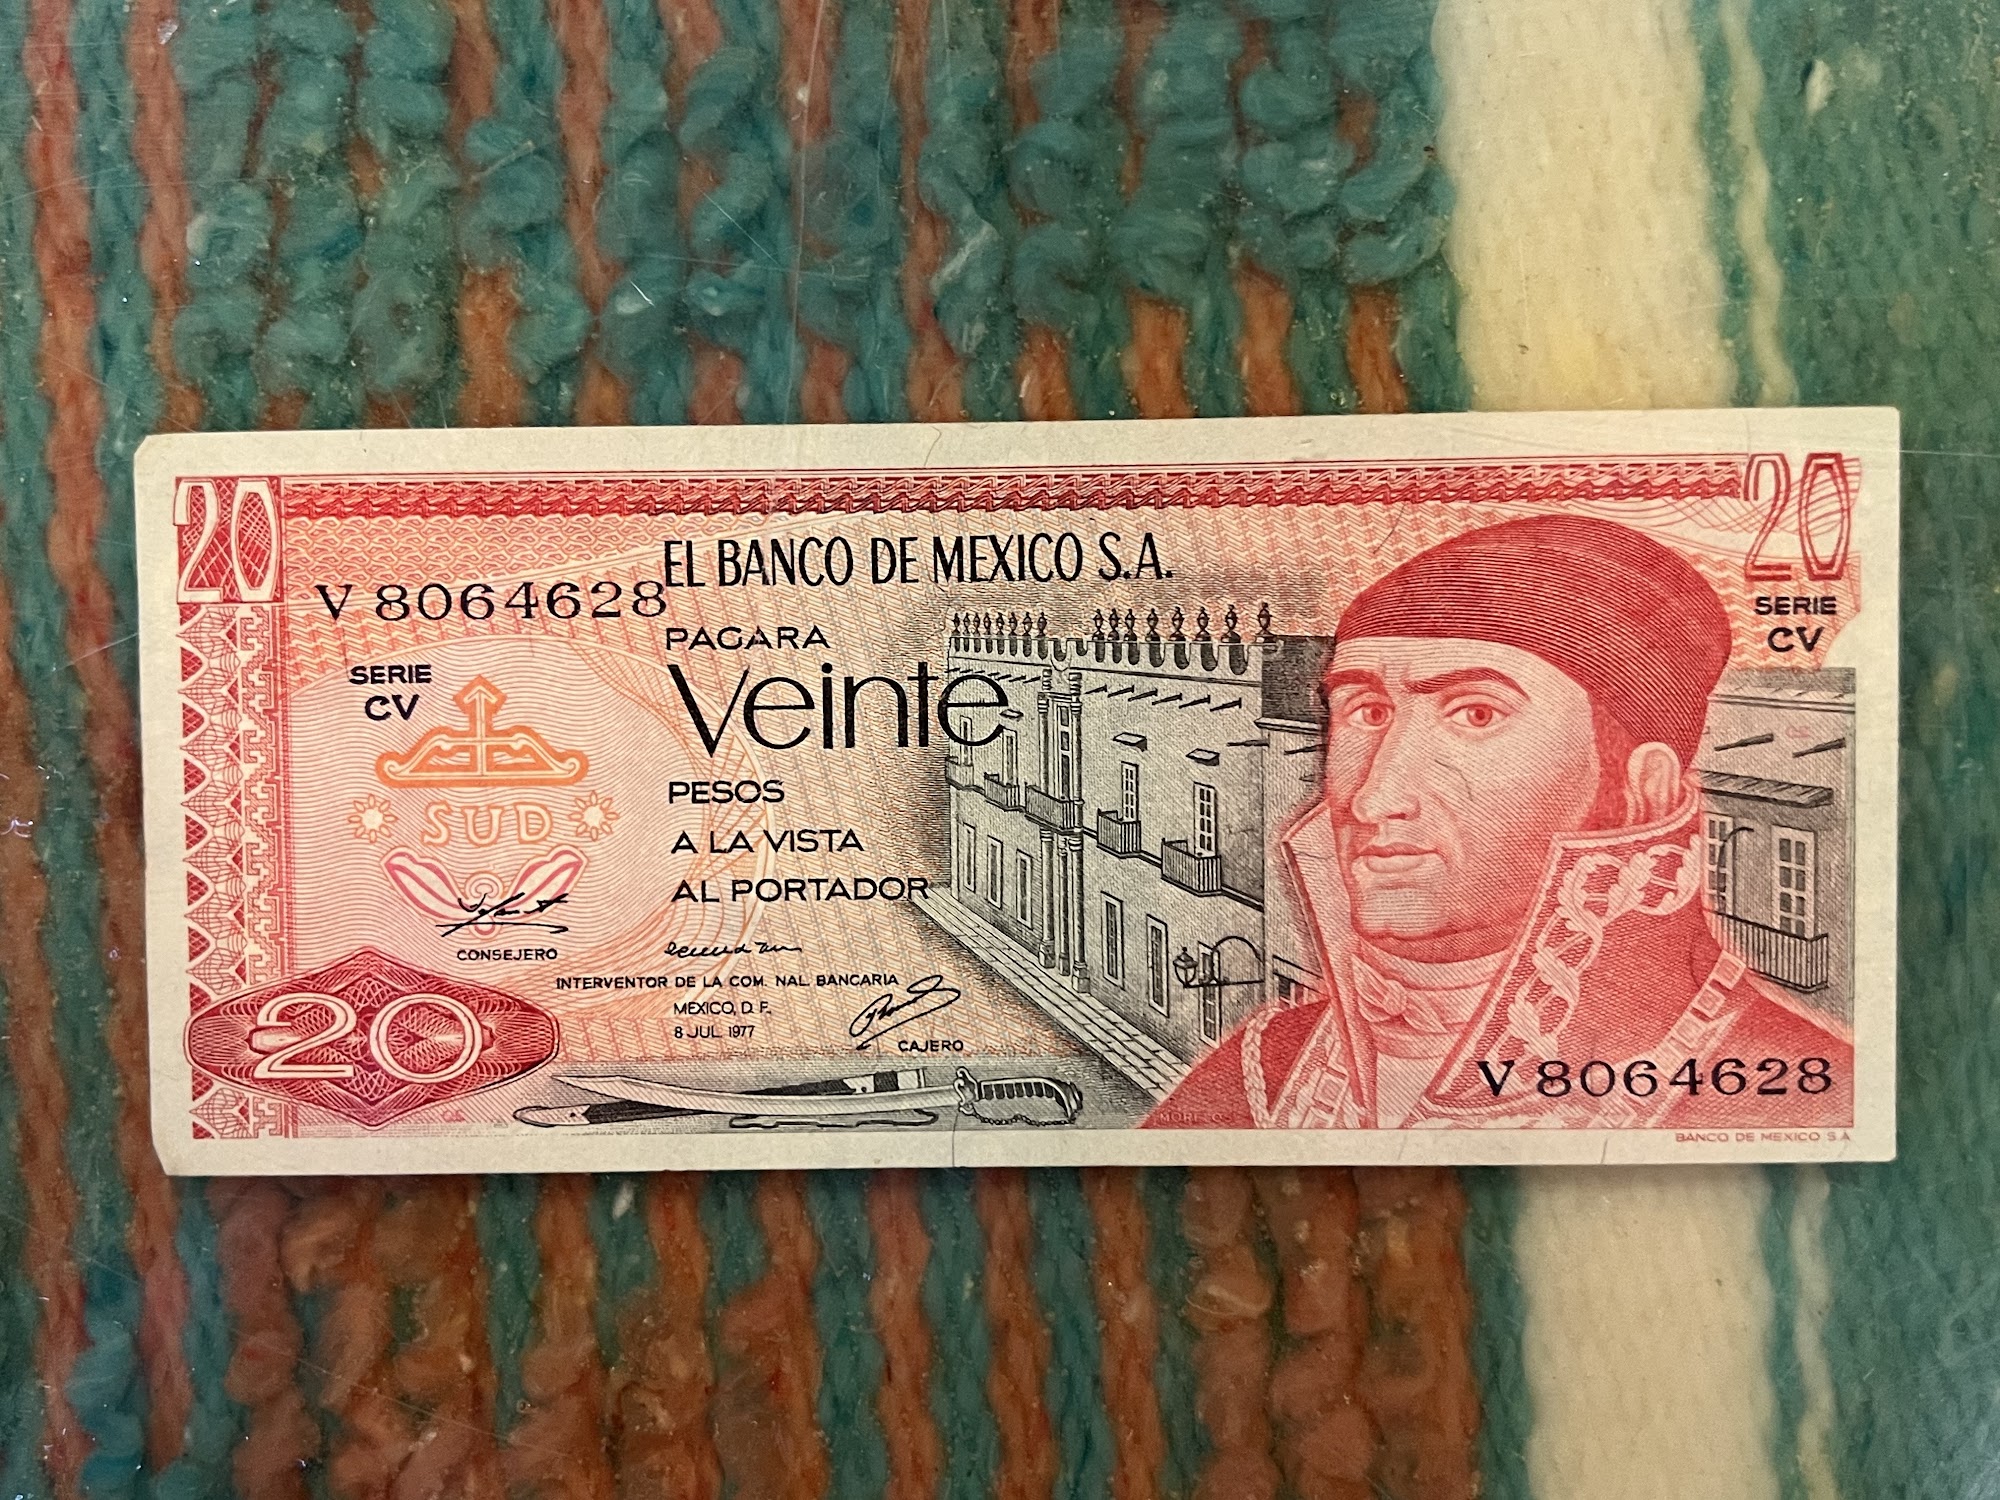 20
20
EL BANCO DE MEXICO S.A.
V 8064628
SERIE
CV
PAGARA
SERIE
CV
Veinte
PESOS
SUD
A LA VISTA
AL PORTADOR
CONSEJERO
INTERVENTOR DE LA COM. NAL. BANCARIA
MEXICO, D. F.
8 JUL. 1977
CAJERO
20
V 8064628
BANCO DE MEXICO S A